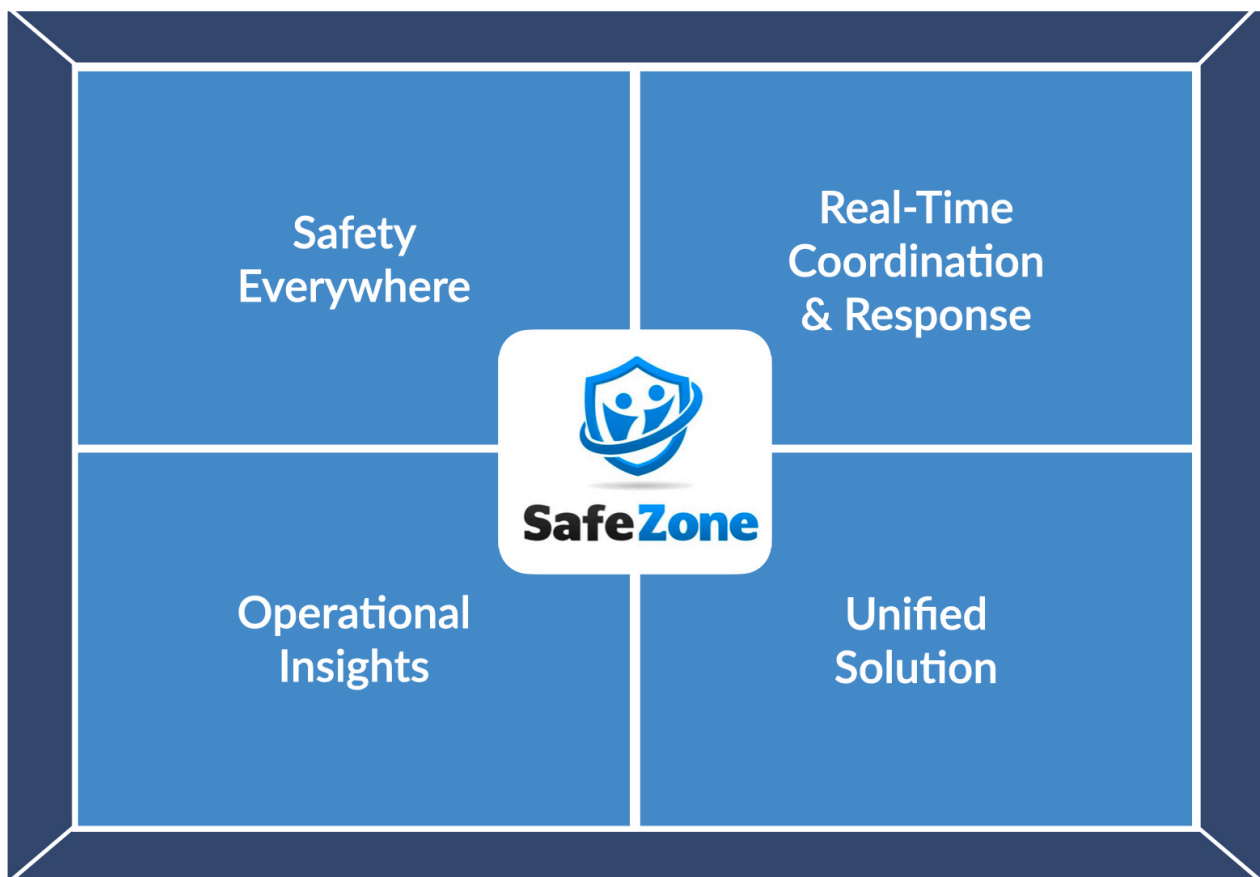 Safety
Everywhere
Real-Time
Coordination
& Response
SafeZone
Operational
Insights
Unified
Solution